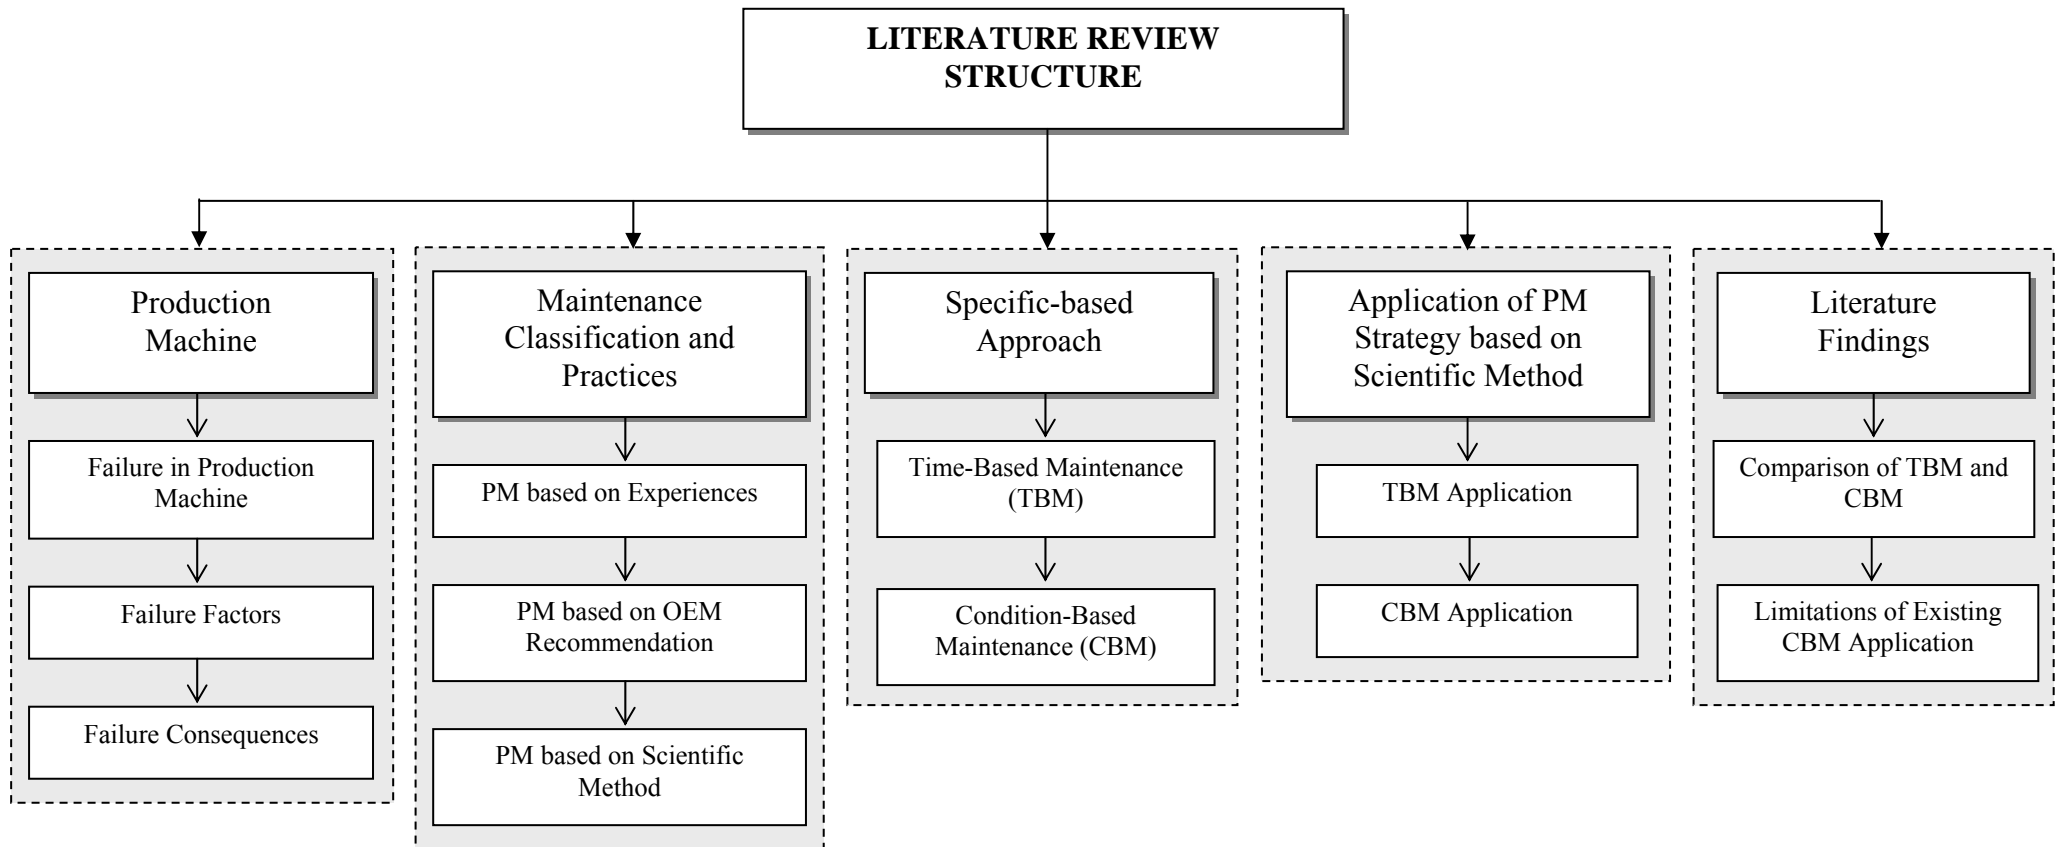 LITERATURE REVIEW
STRUCTURE
Production
Machine
Failure in Production
Machine
Failure Factors
Failure Consequences
Maintenance
Classification and
Practices
PM based on Experiences
PM based on OEM
Recommendation
PM based on Scientific
Method
Specific-based
Approach
Time-Based Maintenance
(TBM)
Condition-Based
Maintenance (CBM)
Application of PM
Strategy based on
Scientific Method
TBM Application
CBM Application
Literature
Findings
Comparison of TBM and
CBM
Limitations of Existing
CBM Application